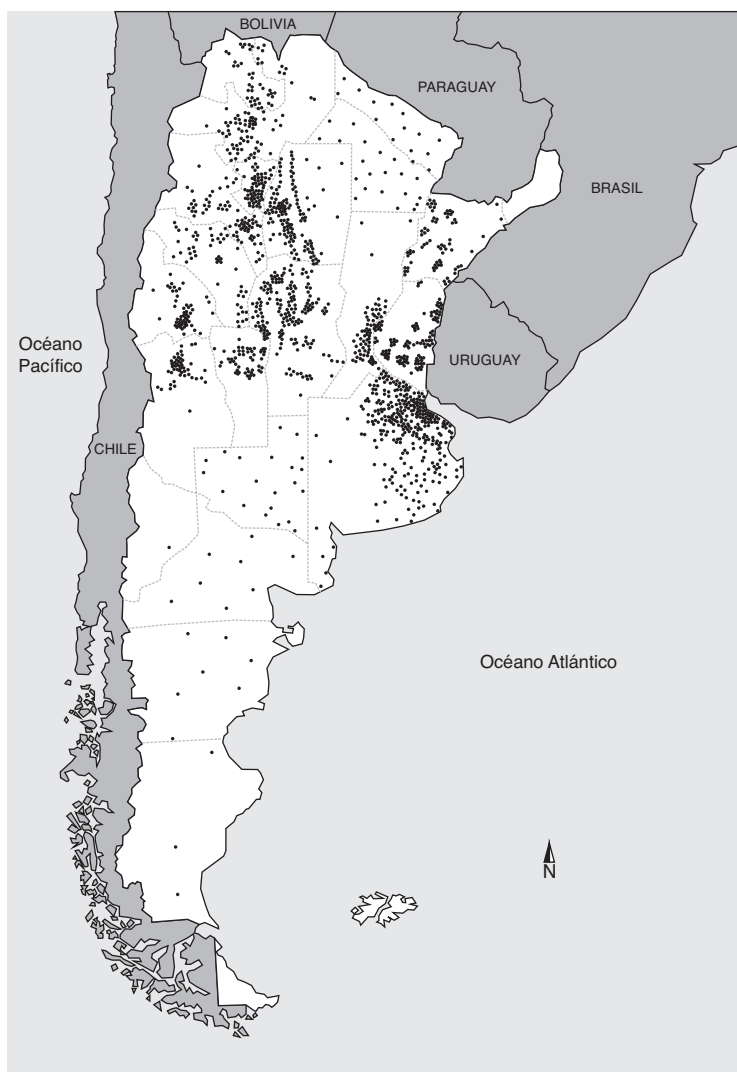 BOLIVIA
PARAGUAY
BRASIL
Océano
Pacífico
URUGUAY
CHILE
Océano Atlántico
N